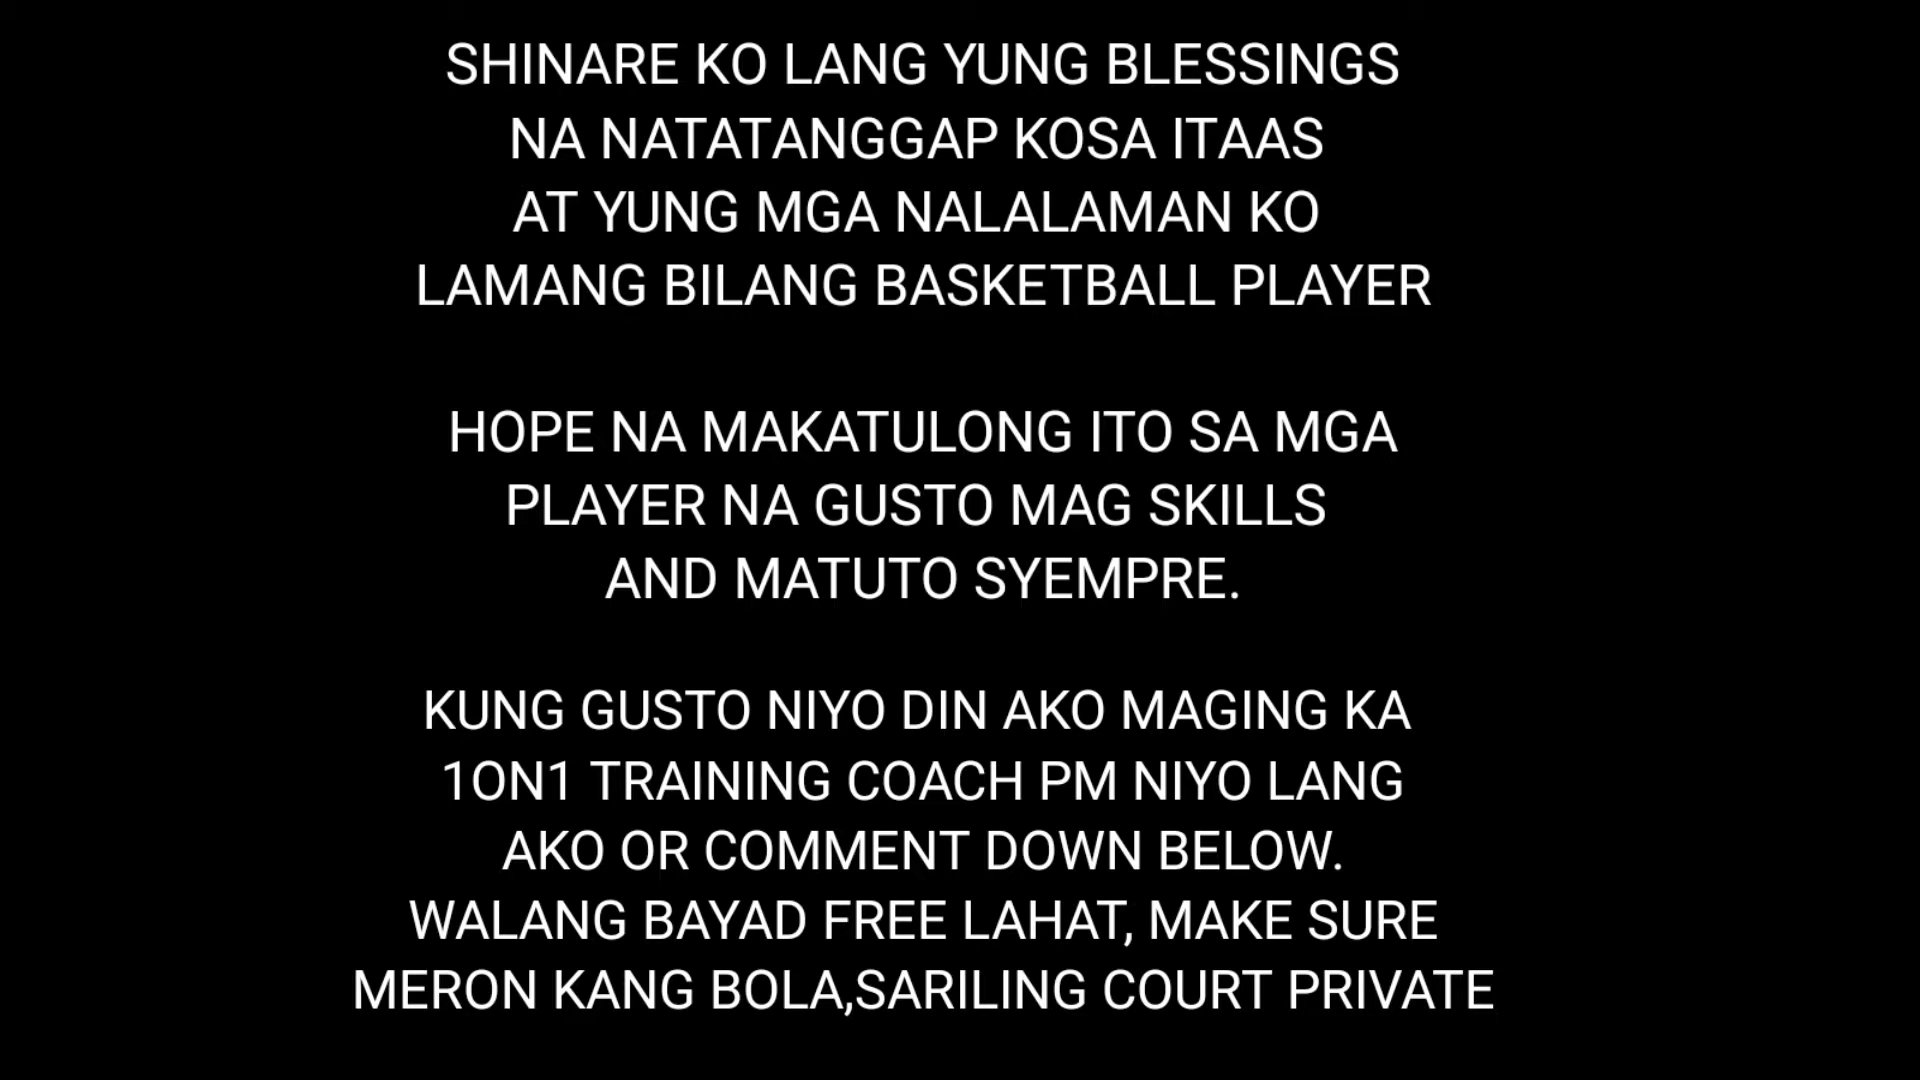 SHINARE KO LANG YUNG BLESSINGS
NA NATATANGGAP KOSA ITAAS
AT YUNG MGA NALALAMAN KO
LAMANG BILANG BASKETBALL PLAYER
HOPE NA MAKATULONG ITO SA MGA
PLAYER NA GUSTO MAG SKILLS
AND MATUTO SYEMPRE.
KUNG GUSTO NIYO DIN AKO MAGING KA
1ON1 TRAINING COACH PM NIYO LANG
AKO OR COMMENT DOWN BELOW.
WALANG BAYAD FREE LAHAT, MAKE SURE
MERON KANG BOLA,SARILING COURT PRIVATE